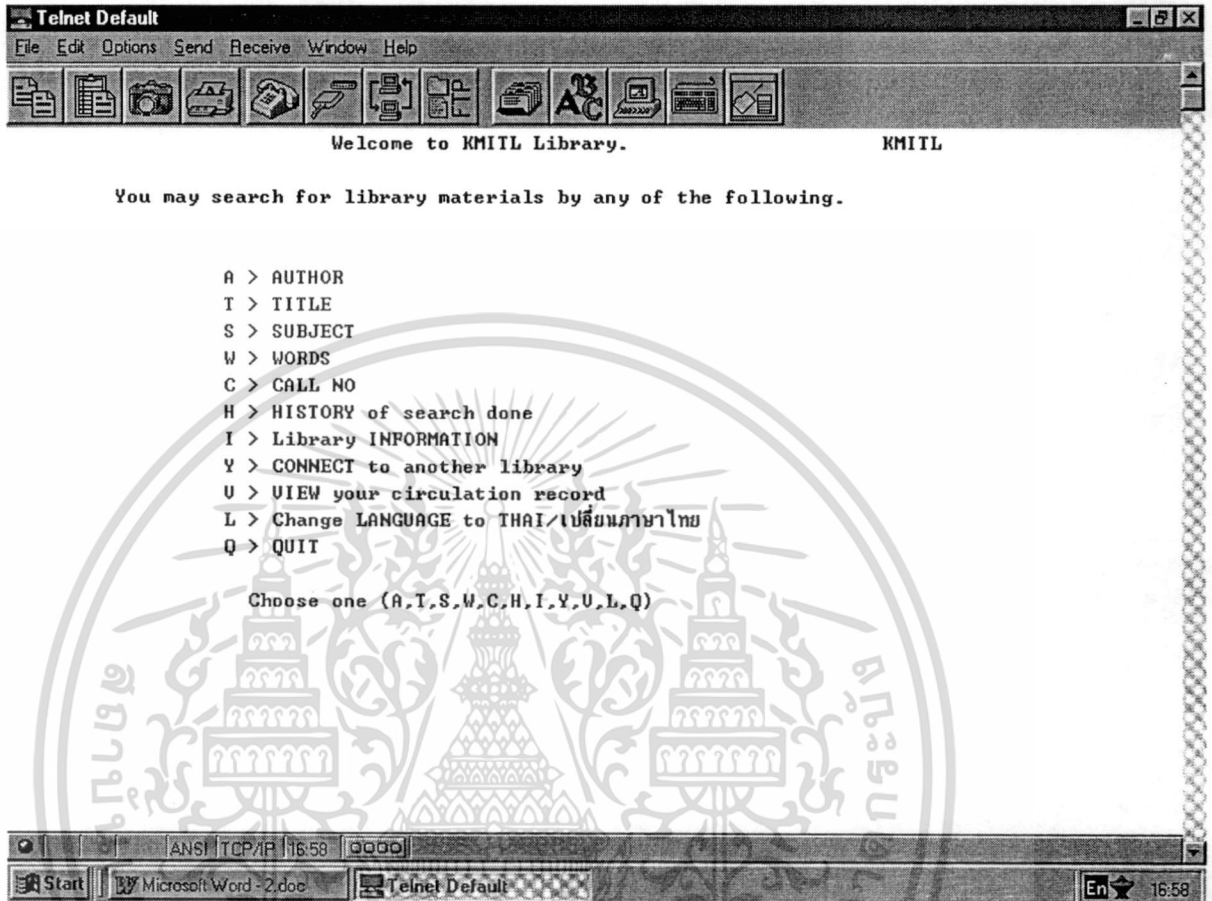 Telnet Default
File Edit Options Send Receive Window Help
Welcome to KMITL Library. KMITL
You may search for library materials by any of the following.
A > AUTHOR
T > TITLE
S > SUBJECT
W > WORDS
C > CALL NO
H > HISTORY of search done
I > Library INFORMATION
Y > CONNECT to another library
V > VIEW your circulation record
L > Change LANGUAGE to THAI/เปลี่ยนภาษาไทย
Q > QUIT
Choose one (A,T,S,W,C,H,I,Y,V,L,Q)
ANSI TCP/IP 16:58
Start Microsoft Word - 2.doc Telnet Default En 16:58